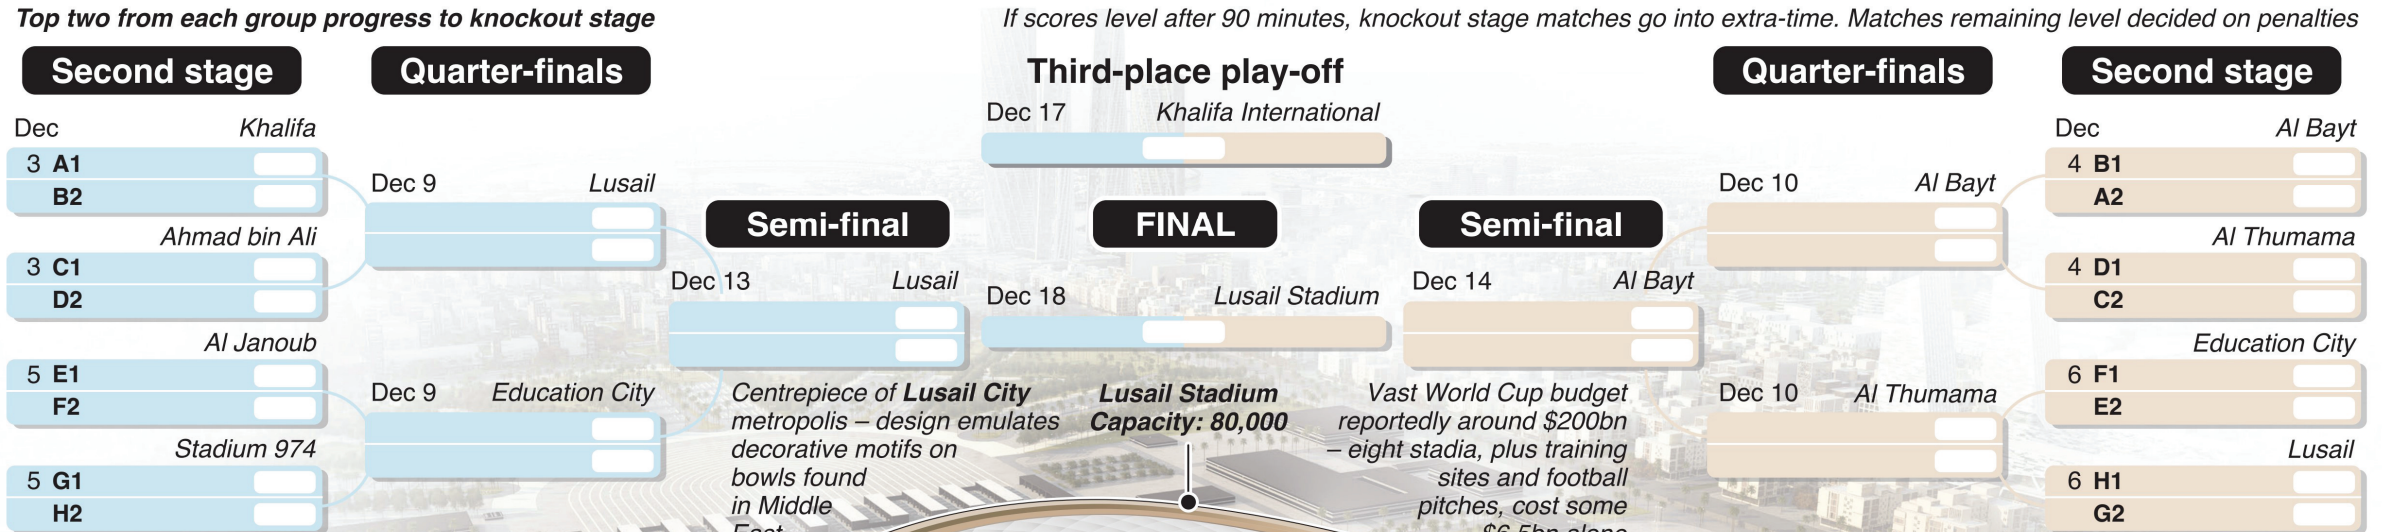 Top two from each group progress to knockout stage
If scores level after 90 minutes, knockout stage matches go into extra-time. Matches remaining level decided on penalties
Second stage
Dec Khalifa
3 A1
B2
Ahmad bin Ali
3 C1
D2
Al Janoub
5 E1
F2
Stadium 974
5 G1
H2
Quarter-finals
Dec 9 Lusail
Dec 9 Education City
Semi-final
Dec 13 Lusail
Centrepiece of Lusail City
metropolis – design emulates
decorative motifs on
bowls found
in Middle
East
Third-place play-off
Dec 17 Khalifa International
FINAL
Dec 18 Lusail Stadium
Lusail Stadium
Capacity: 80,000
Semi-final
Dec 14 Al Bayt
Vast World Cup budget
reportedly around $200bn
– eight stadia, plus training
sites and football
pitches, cost some
$6.5bn alone
Quarter-finals
Dec 10 Al Bayt
Dec 10 Al Thumama
Second stage
Dec Al Bayt
4 B1
A2
Al Thumama
4 D1
C2
Education City
6 F1
E2
Lusail
6 H1
G2